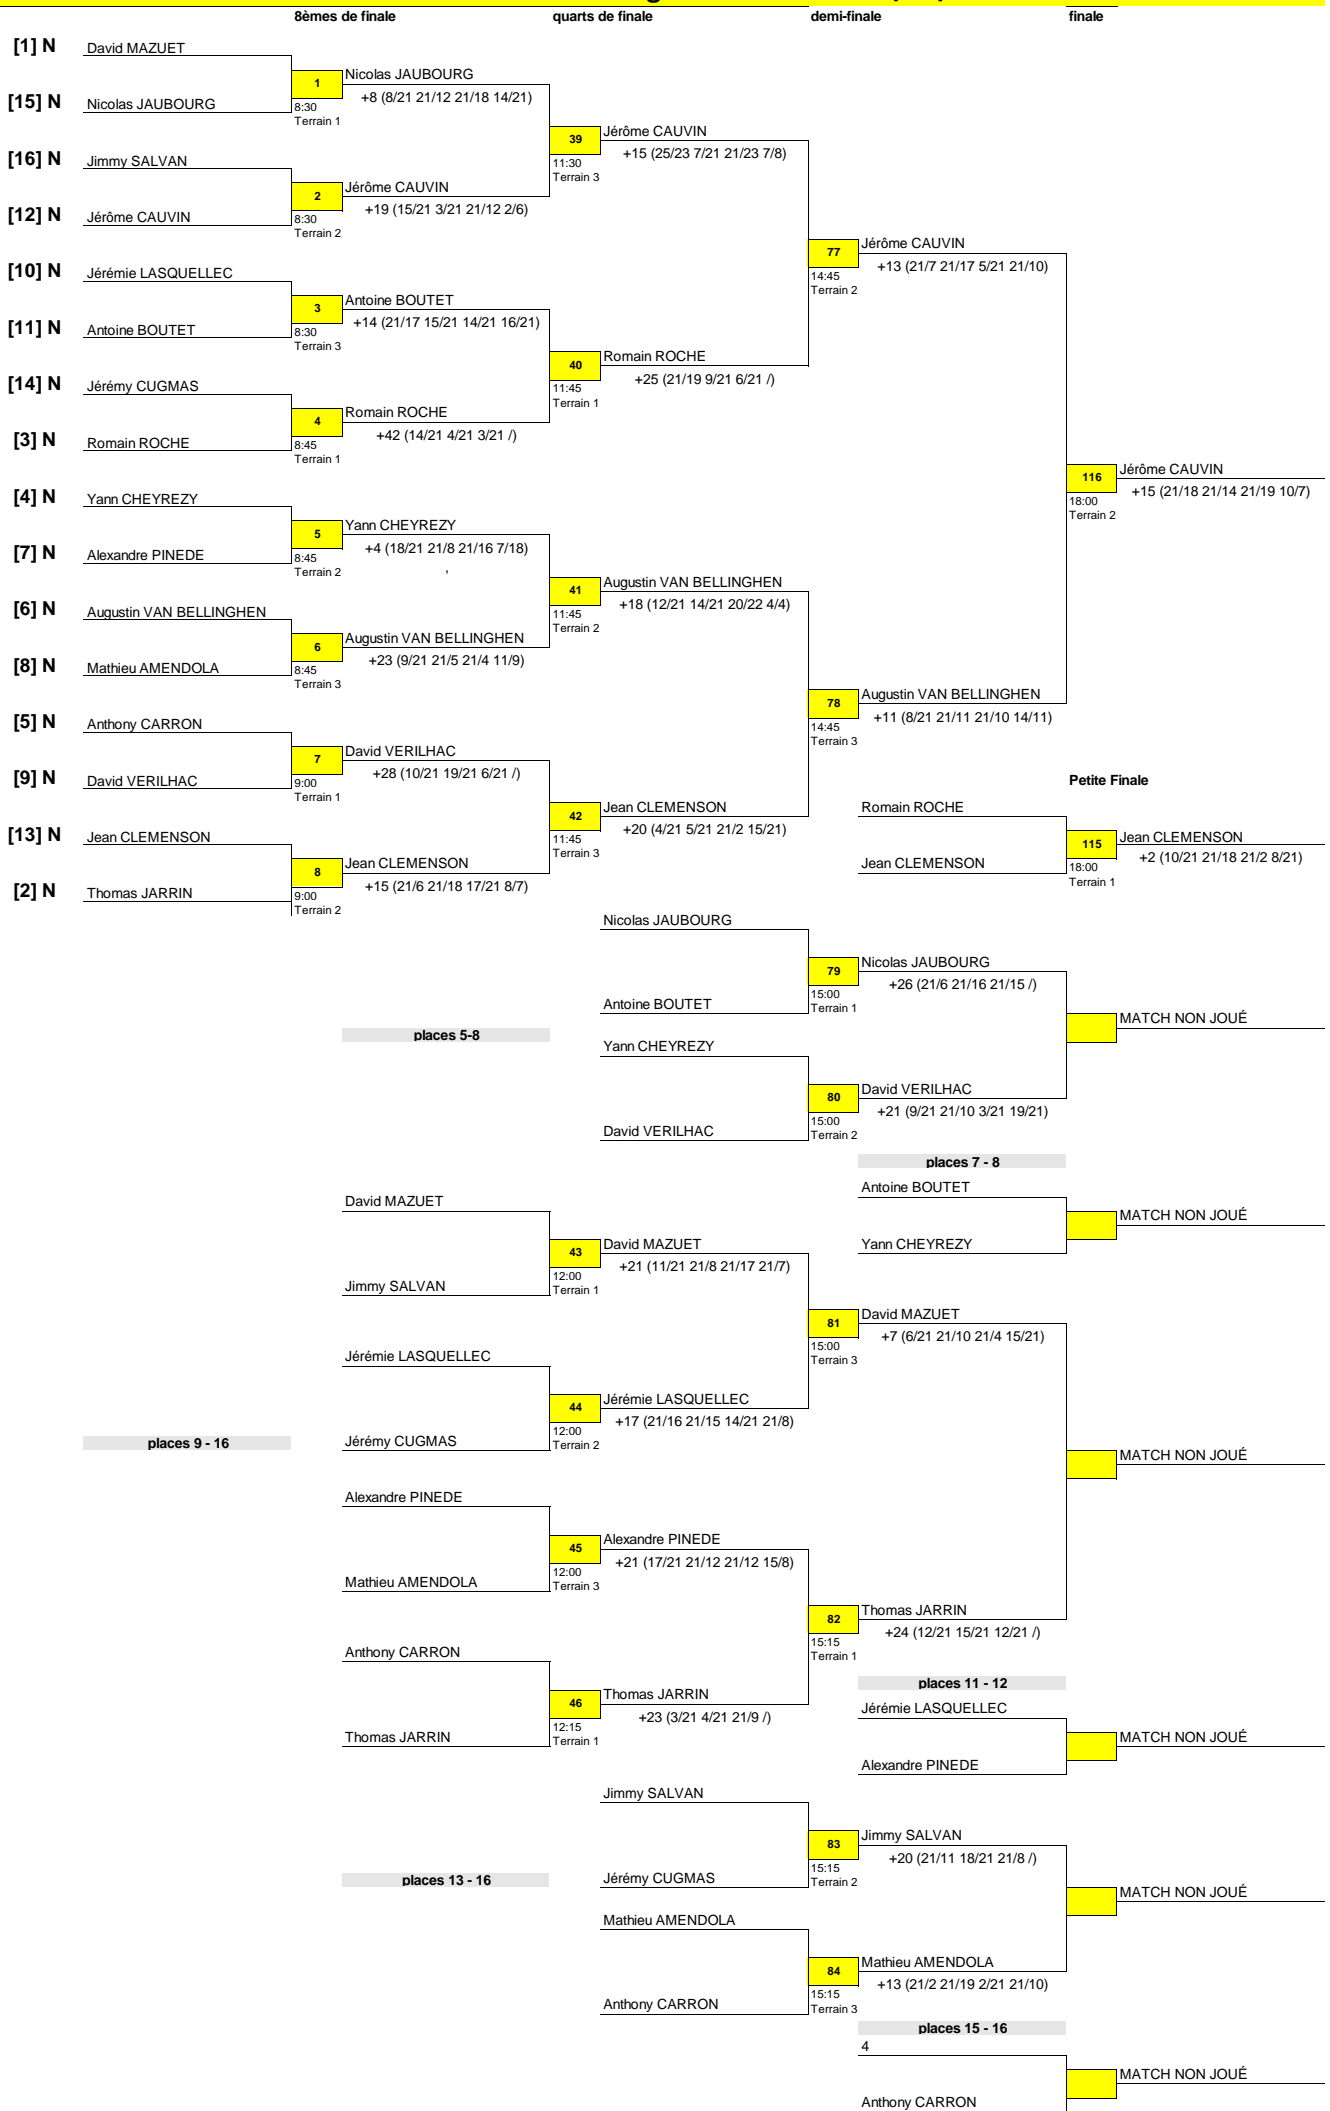 8èmes de finale quarts de finale demi-finale finale
[1] N David MAZUET
1 Nicolas JAUBOURG
+8 (8/21 21/12 21/18 14/21)
[15] N Nicolas JAUBOURG
8:30
Terrain 1
39 Jérôme CAUVIN
+15 (25/23 7/21 21/23 7/8)
11:30
Terrain 3
[16] N Jimmy SALVAN
2 Jérôme CAUVIN
+19 (15/21 3/21 21/12 2/6)
[12] N Jérôme CAUVIN
8:30
Terrain 2
77 Jérôme CAUVIN
+13 (21/7 21/17 5/21 21/10)
14:45
Terrain 2
[10] N Jérémie LASQUELLEC
3 Antoine BOUTET
+14 (21/17 15/21 14/21 16/21)
[11] N Antoine BOUTET
8:30
Terrain 3
40 Romain ROCHE
+25 (21/19 9/21 6/21 /)
11:45
Terrain 1
[14] N Jérémy CUGMAS
4 Romain ROCHE
+42 (14/21 4/21 3/21 /)
[3] N Romain ROCHE
8:45
Terrain 1
116 Jérôme CAUVIN
+15 (21/18 21/14 21/19 10/7)
18:00
Terrain 2
[4] N Yann CHEYREZY
5 Yann CHEYREZY
+4 (18/21 21/8 21/16 7/18)
,
[7] N Alexandre PINEDE
8:45
Terrain 2
41 Augustin VAN BELLINGHEN
+18 (12/21 14/21 20/22 4/4)
11:45
Terrain 2
[6] N Augustin VAN BELLINGHEN
6 Augustin VAN BELLINGHEN
+23 (9/21 21/5 21/4 11/9)
[8] N Mathieu AMENDOLA
8:45
Terrain 3
78 Augustin VAN BELLINGHEN
+11 (8/21 21/11 21/10 14/11)
14:45
Terrain 3
[5] N Anthony CARRON
7 David VERILHAC
+28 (10/21 19/21 6/21 /)
[9] N David VERILHAC
9:00
Terrain 1
Petite Finale
Romain ROCHE
42 Jean CLEMENSON
+20 (4/21 5/21 21/2 15/21)
11:45
Terrain 3
[13] N Jean CLEMENSON
115 Jean CLEMENSON
+2 (10/21 21/18 21/2 8/21)
Jean CLEMENSON
18:00
Terrain 1
8 Jean CLEMENSON
+15 (21/6 21/18 17/21 8/7)
[2] N Thomas JARRIN
9:00
Terrain 2
Nicolas JAUBOURG
79 Nicolas JAUBOURG
+26 (21/6 21/16 21/15 /)
Antoine BOUTET
15:00
Terrain 1
MATCH NON JOUÉ
places 5-8
Yann CHEYREZY
80 David VERILHAC
+21 (9/21 21/10 3/21 19/21)
David VERILHAC
15:00
Terrain 2
places 7 - 8
Antoine BOUTET
MATCH NON JOUÉ
Yann CHEYREZY
David MAZUET
43 David MAZUET
+21 (11/21 21/8 21/17 21/7)
Jimmy SALVAN
12:00
Terrain 1
81 David MAZUET
+7 (6/21 21/10 21/4 15/21)
15:00
Terrain 3
Jérémie LASQUELLEC
44 Jérémie LASQUELLEC
+17 (21/16 21/15 14/21 21/8)
Jérémy CUGMAS
12:00
Terrain 2
places 9 - 16
MATCH NON JOUÉ
Alexandre PINEDE
45 Alexandre PINEDE
+21 (17/21 21/12 21/12 15/8)
Mathieu AMENDOLA
12:00
Terrain 3
82 Thomas JARRIN
+24 (12/21 15/21 12/21 /)
15:15
Terrain 1
Anthony CARRON
46 Thomas JARRIN
+23 (3/21 4/21 21/9 /)
Thomas JARRIN
12:15
Terrain 1
places 11 - 12
Jérémie LASQUELLEC
MATCH NON JOUÉ
Alexandre PINEDE
Jimmy SALVAN
83 Jimmy SALVAN
+20 (21/11 18/21 21/8 /)
Jérémy CUGMAS
15:15
Terrain 2
places 13 - 16
MATCH NON JOUÉ
Mathieu AMENDOLA
84 Mathieu AMENDOLA
+13 (21/2 21/19 2/21 21/10)
Anthony CARRON
15:15
Terrain 3
places 15 - 16
4
MATCH NON JOUÉ
Anthony CARRON